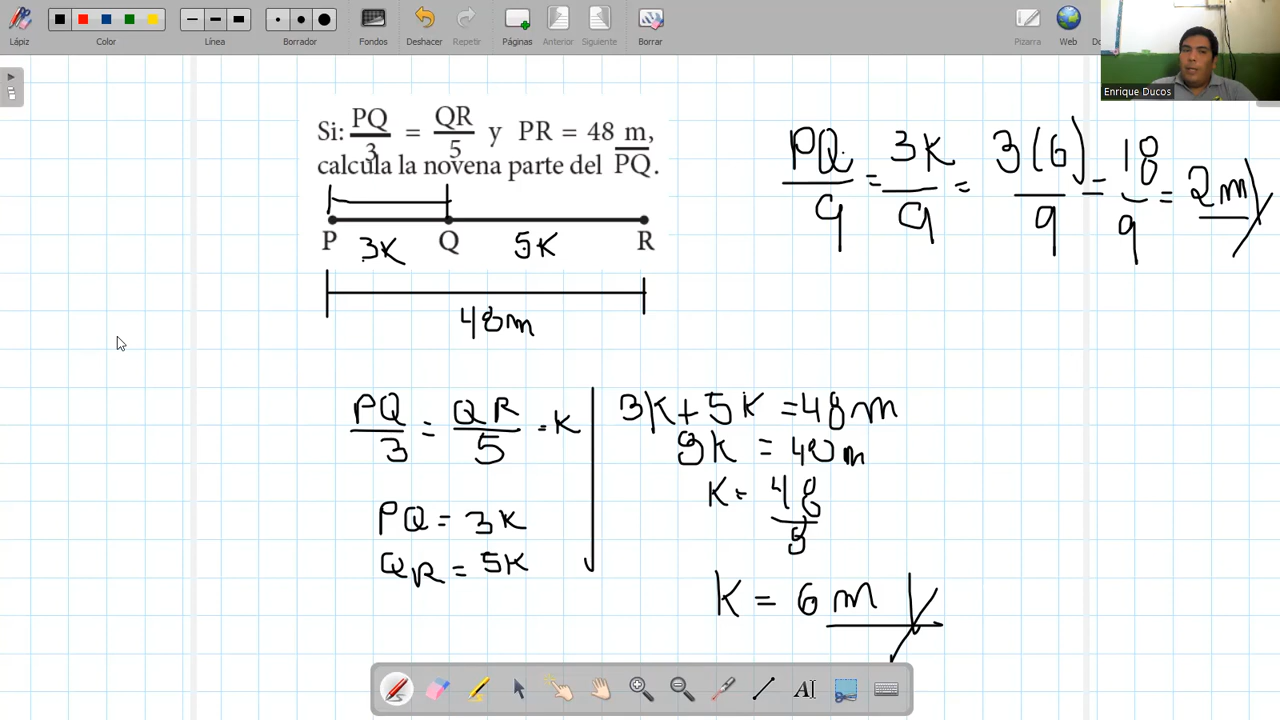 Lápiz Color Línea Borrador Fondos Deshacer Repetir Páginas Anterior Siguiente Borrar Pizarra Web
Enrique Ducos
Si: PQ/3 = QR/5 y PR = 48 m,
calcula la novena parte del PQ.
P 3K Q 5K R
48m
PQ/9 = 3K/9 = 3(6)/9 = 18/9 = 2m
PQ/3 = QR/5 = K
PQ = 3K
QR = 5K
3K + 5K = 48m
8K = 48m
K = 48/8
K = 6 m
AI